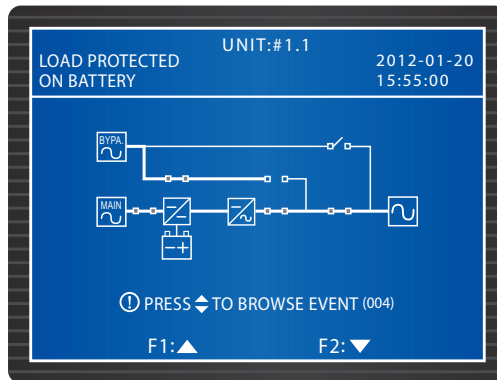 UNIT:#1.1
LOAD PROTECTED
ON BATTERY
2012-01-20
15:55:00
BYPA.
MAIN
PRESS TO BROWSE EVENT (004)
F1:
F2: